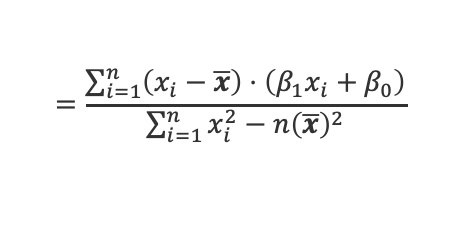 = \frac{\sum_{i=1}^{n}(x_i - \overline{\boldsymbol{x}}) \cdot (\beta_1 x_i + \beta_0)}{\sum_{i=1}^{n} x_i^2 - n(\overline{\boldsymbol{x}})^2}